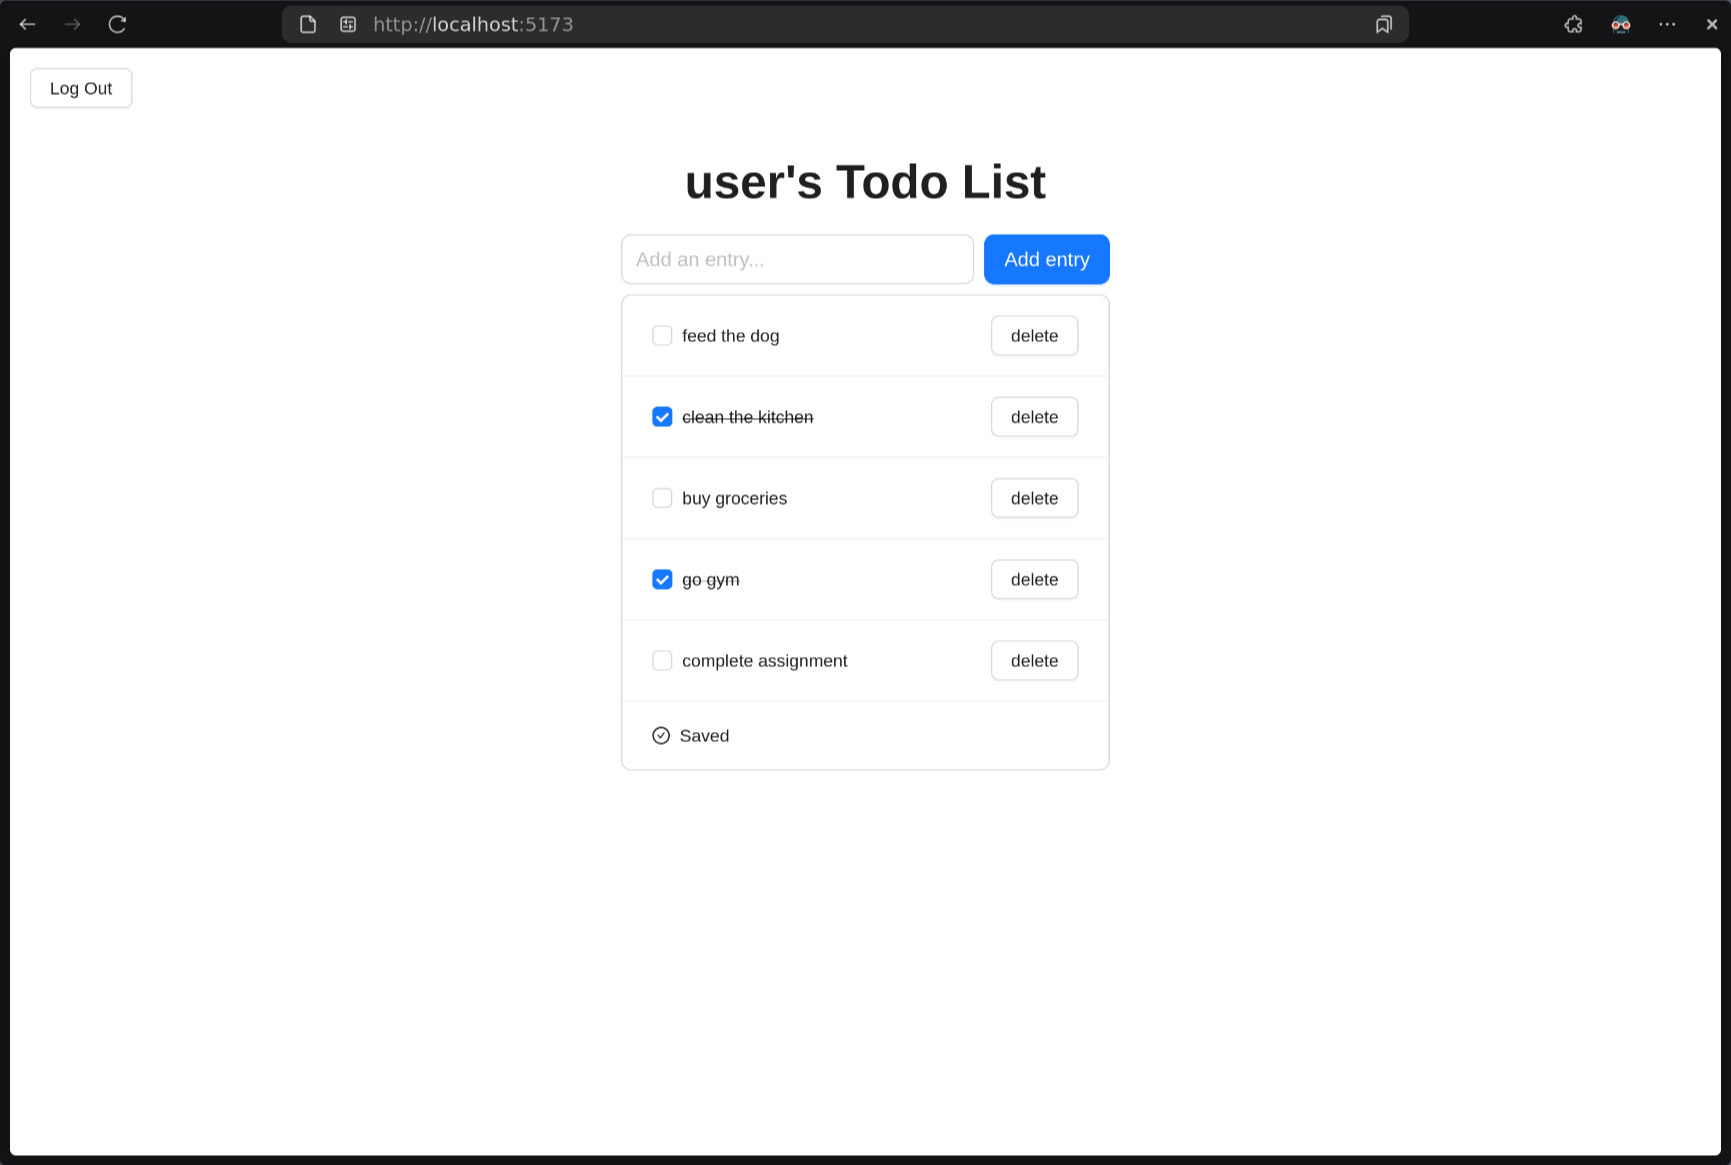 http://localhost:5173
Log Out
user's Todo List
Add an entry...
Add entry
feed the dog
delete
clean the kitchen
delete
buy groceries
delete
go gym
delete
complete assignment
delete
Saved